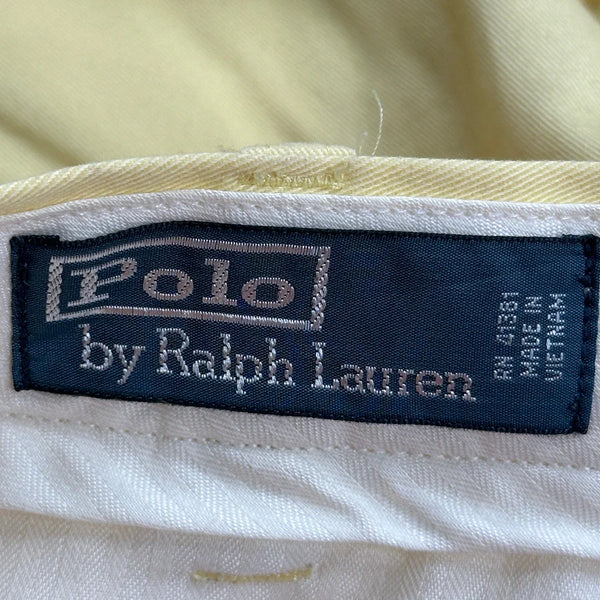 Polo
by Ralph Lauren
RN 41381
MADE IN
VIETNAM